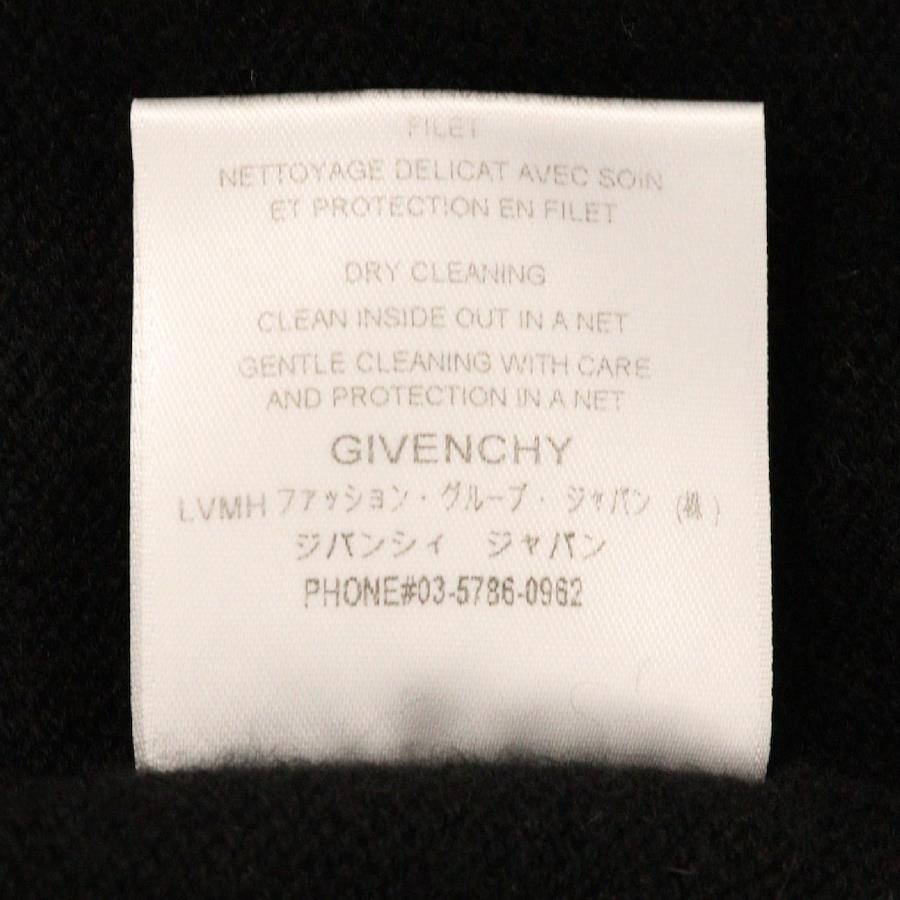 FILET
NETTOYAGE DELICAT AVEC SOIN
ET PROTECTION EN FILET
DRY CLEANING
CLEAN INSIDE OUT IN A NET
GENTLE CLEANING WITH CARE
AND PROTECTION IN A NET
GIVENCHY
LVMH ファッション・グループ・ ジャパン (株)
ジバンシィ ジャパン
PHONE#03-5786-0962